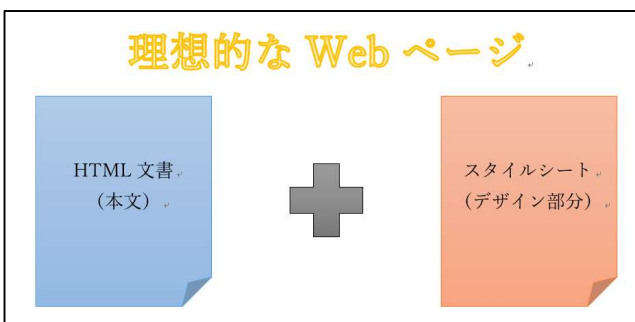 理想的な Web ページ
HTML 文書
（本文）
スタイルシート
（デザイン部分）